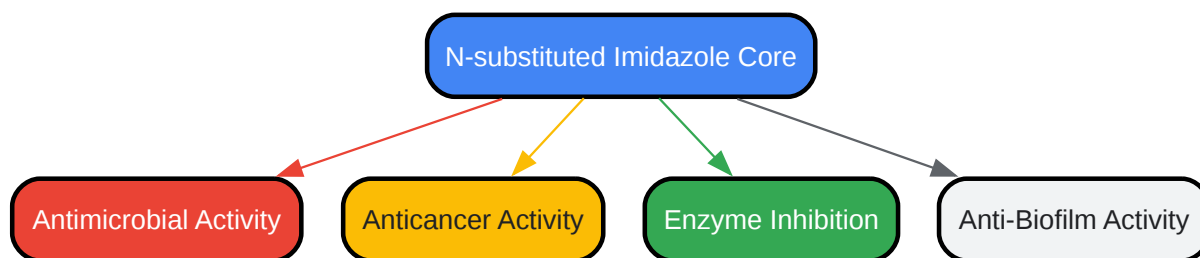 N-substituted Imidazole Core
Antimicrobial Activity
Anticancer Activity
Enzyme Inhibition
Anti-Biofilm Activity